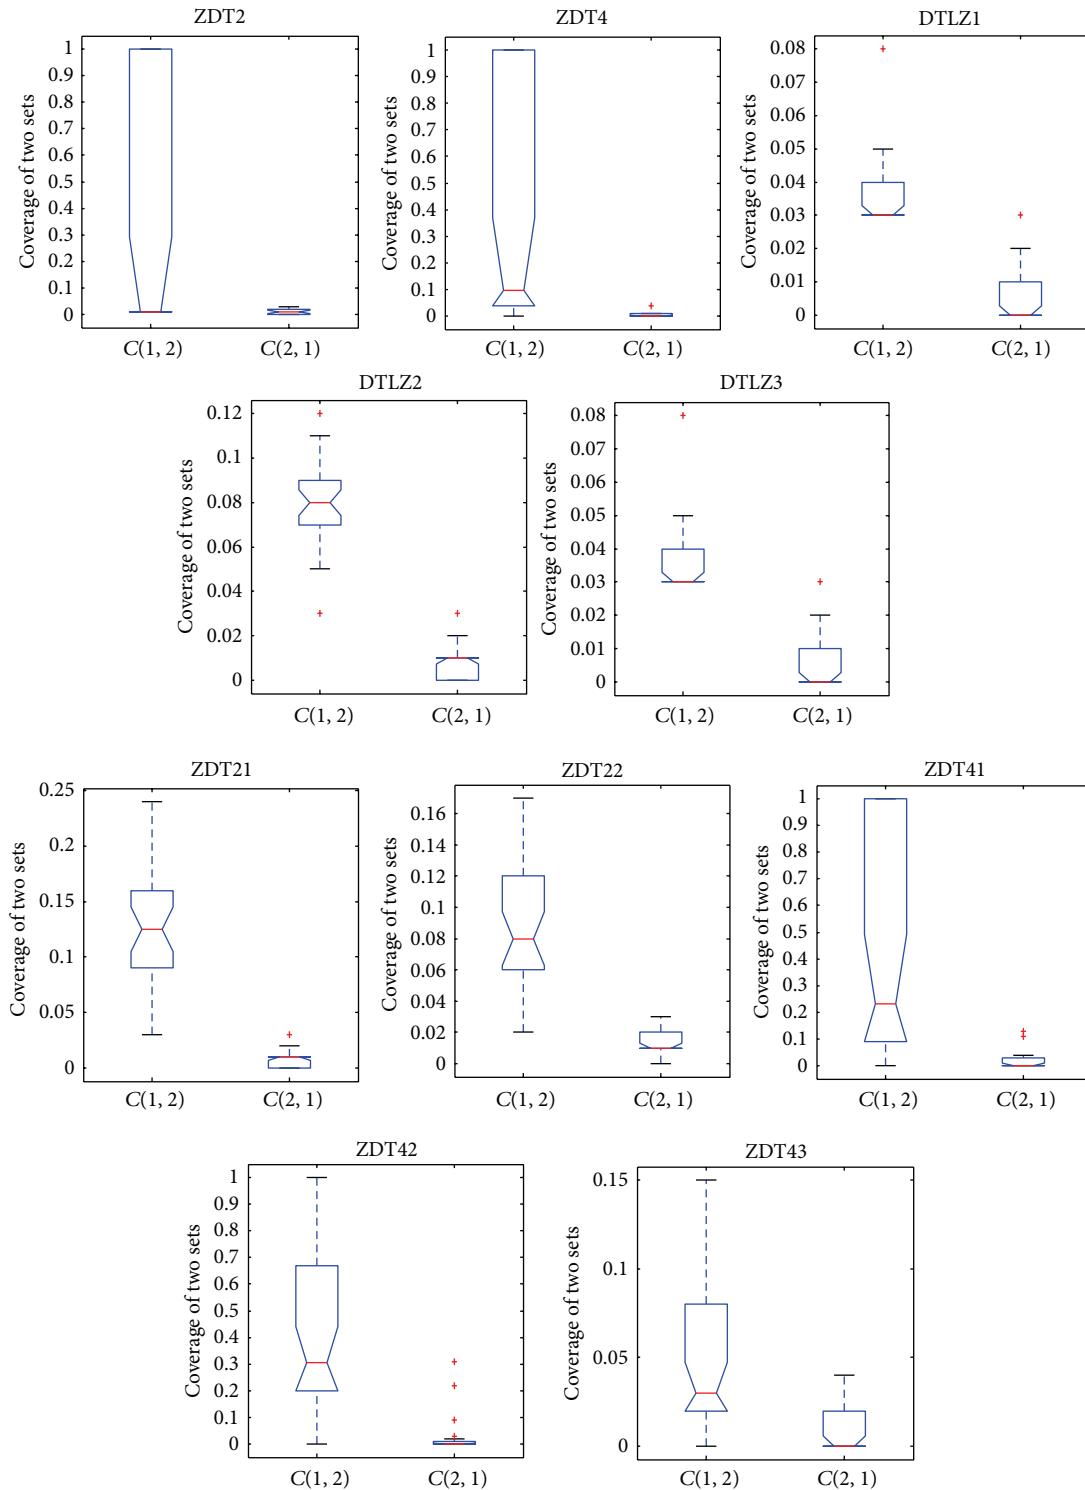 ZDT2
Coverage of two sets
1
0.9
0.8
0.7
0.6
0.5
0.4
0.3
0.2
0.1
0
C(1, 2) C(2, 1)
ZDT4
Coverage of two sets
1
0.9
0.8
0.7
0.6
0.5
0.4
0.3
0.2
0.1
0
C(1, 2) C(2, 1)
DTLZ1
Coverage of two sets
0.08
0.07
0.06
0.05
0.04
0.03
0.02
0.01
0
C(1, 2) C(2, 1)
DTLZ2
Coverage of two sets
0.12
0.1
0.08
0.06
0.04
0.02
0
C(1, 2) C(2, 1)
DTLZ3
Coverage of two sets
0.08
0.07
0.06
0.05
0.04
0.03
0.02
0.01
0
C(1, 2) C(2, 1)
ZDT21
Coverage of two sets
0.25
0.2
0.15
0.1
0.05
0
C(1, 2) C(2, 1)
ZDT22
Coverage of two sets
0.16
0.14
0.12
0.1
0.08
0.06
0.04
0.02
0
C(1, 2) C(2, 1)
ZDT41
Coverage of two sets
1
0.9
0.8
0.7
0.6
0.5
0.4
0.3
0.2
0.1
0
C(1, 2) C(2, 1)
ZDT42
Coverage of two sets
1
0.9
0.8
0.7
0.6
0.5
0.4
0.3
0.2
0.1
0
C(1, 2) C(2, 1)
ZDT43
Coverage of two sets
0.15
0.1
0.05
0
C(1, 2) C(2, 1)